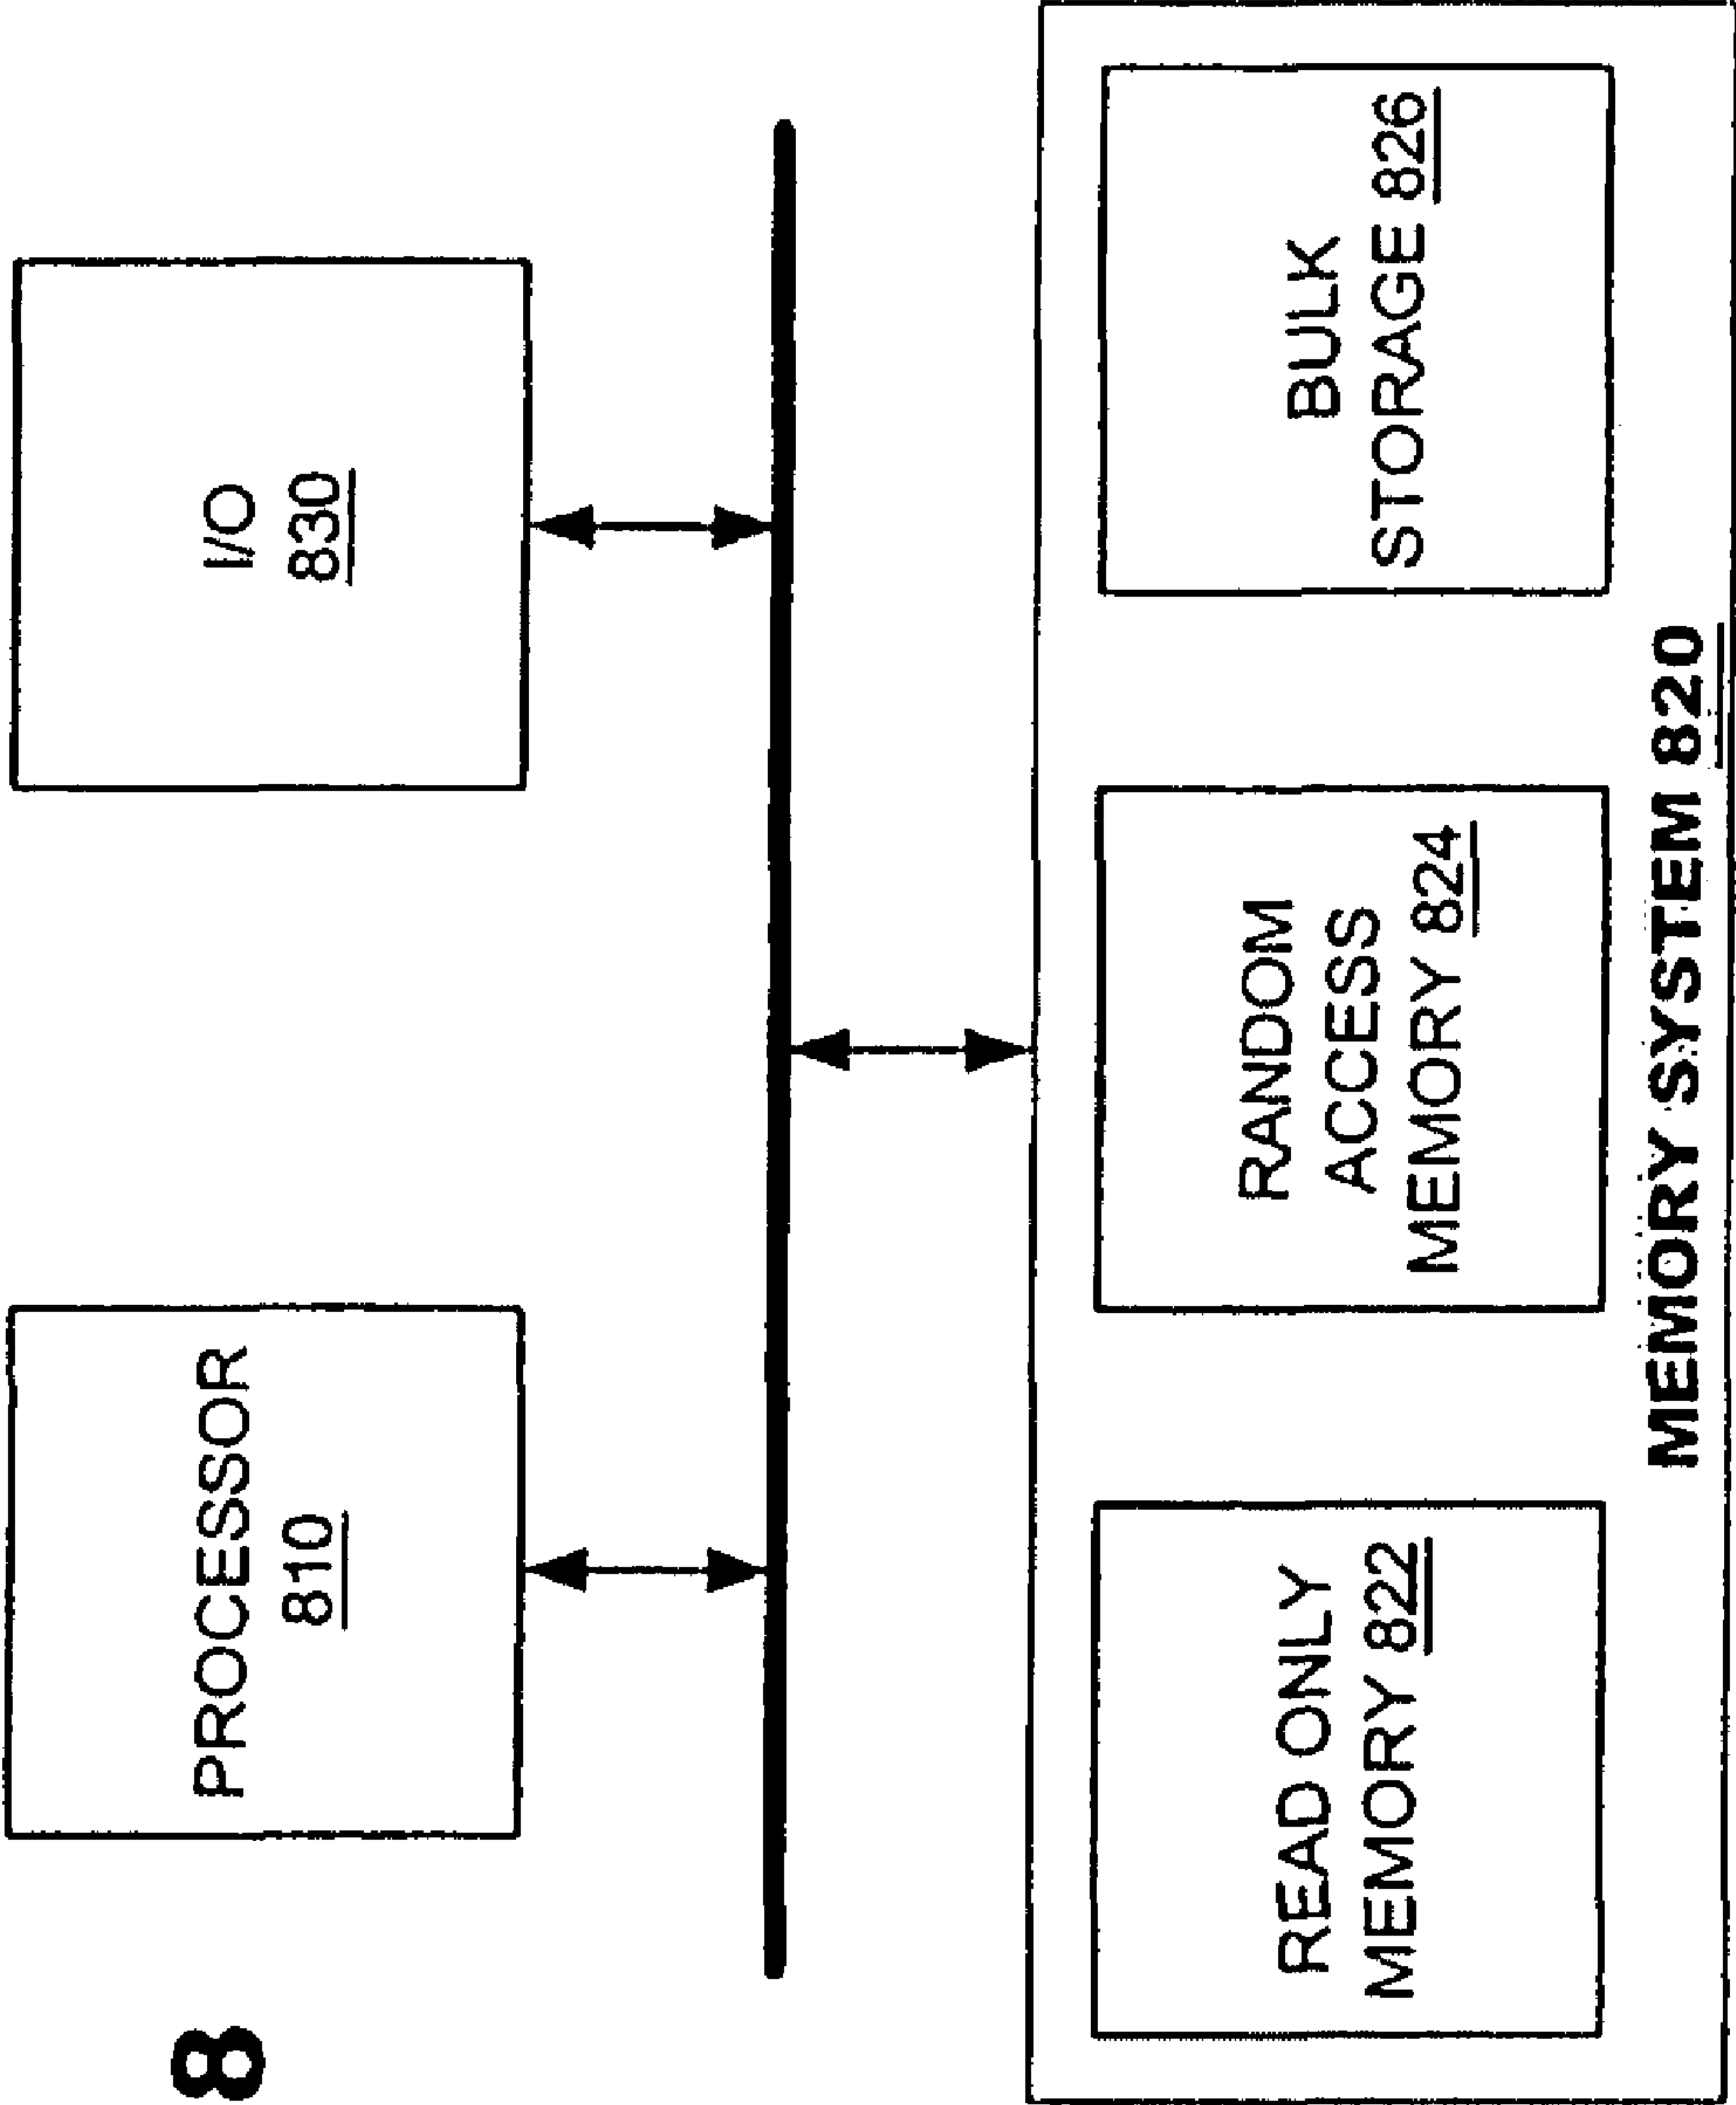 8
PROCESSOR
810
I/O
830
READ ONLY
MEMORY 822
RANDOM
ACCESS
MEMORY 824
BULK
STORAGE 826
MEMORY SYSTEM 820